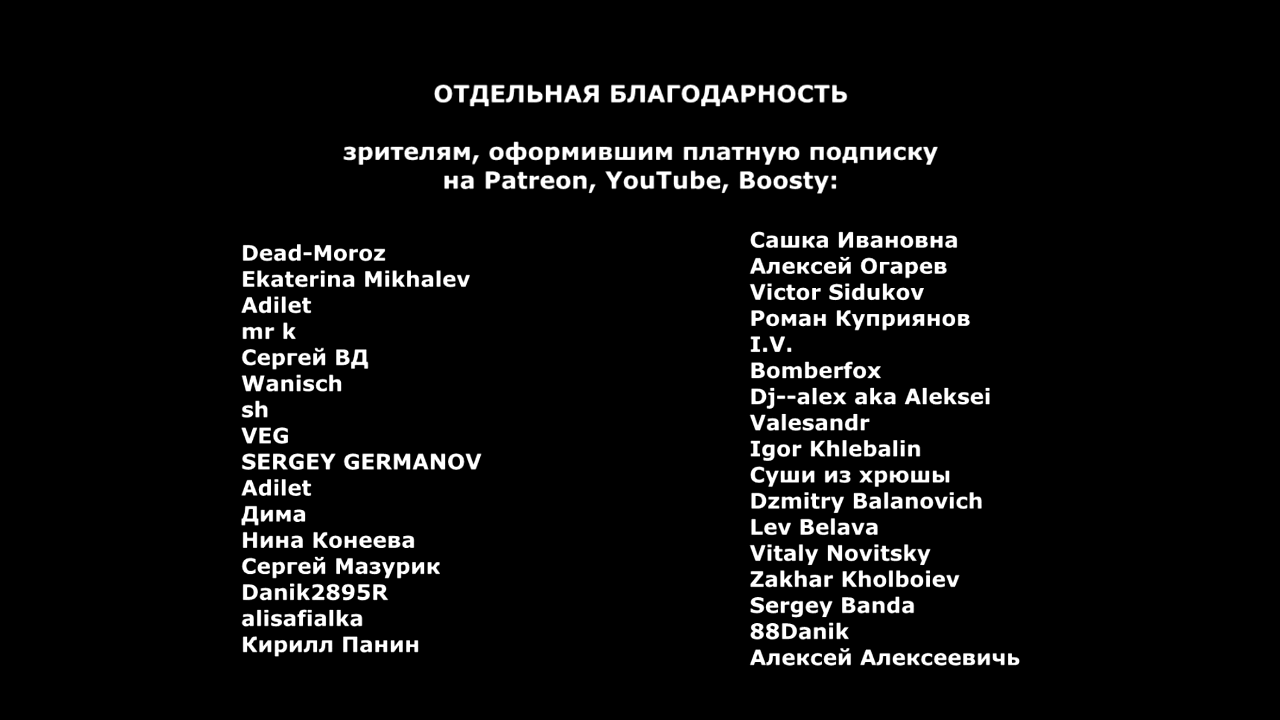 ОТДЕЛЬНАЯ БЛАГОДАРНОСТЬ
зрителям, оформившим платную подписку
на Patreon, YouTube, Boosty:
Dead-Moroz
Ekaterina Mikhalev
Adilet
mr k
Сергей ВД
Wanisch
sh
VEG
SERGEY GERMANOV
Adilet
Дима
Нина Конеева
Сергей Мазурик
Danik2895R
alisafialka
Кирилл Панин
Сашка Ивановна
Алексей Огарев
Victor Sidukov
Роман Куприянов
I.V.
Bomberfox
Dj--alex aka Aleksei
Valesandr
Igor Khlebalin
Суши из хрюшы
Dzmitry Balanovich
Lev Belava
Vitaly Novitsky
Zakhar Kholboiev
Sergey Banda
88Danik
Алексей Алексеевичь